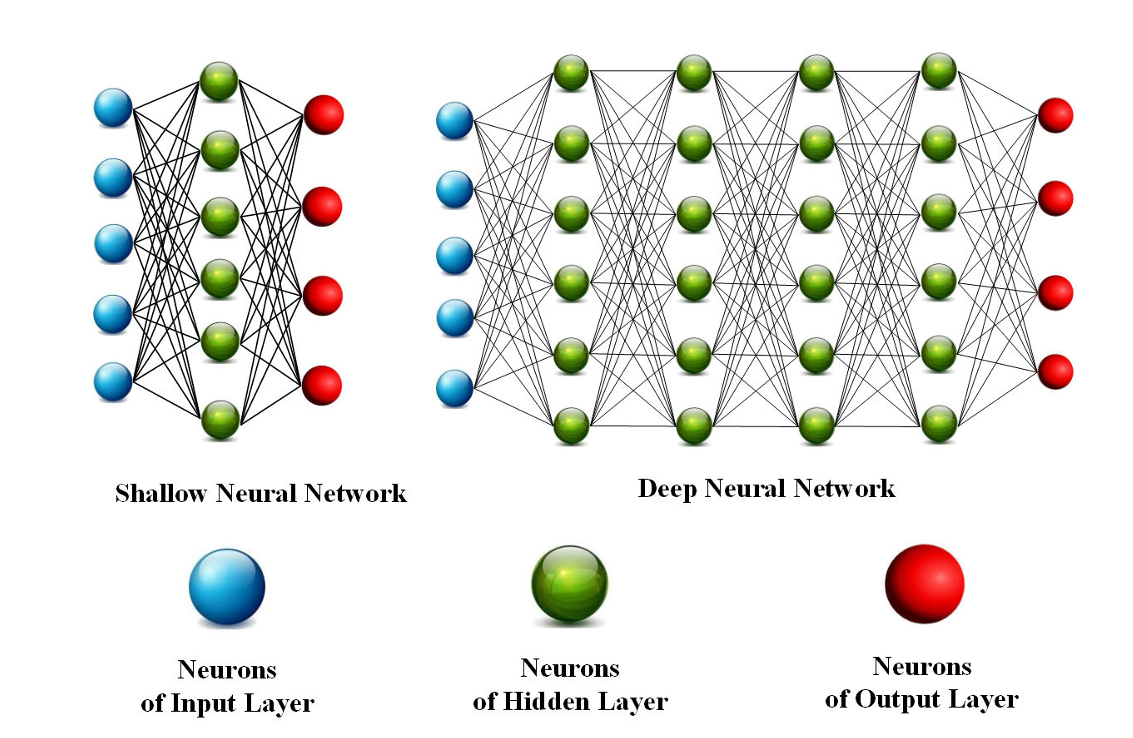 Shallow Neural Network
Deep Neural Network
Neurons
of Input Layer
Neurons
of Hidden Layer
Neurons
of Output Layer